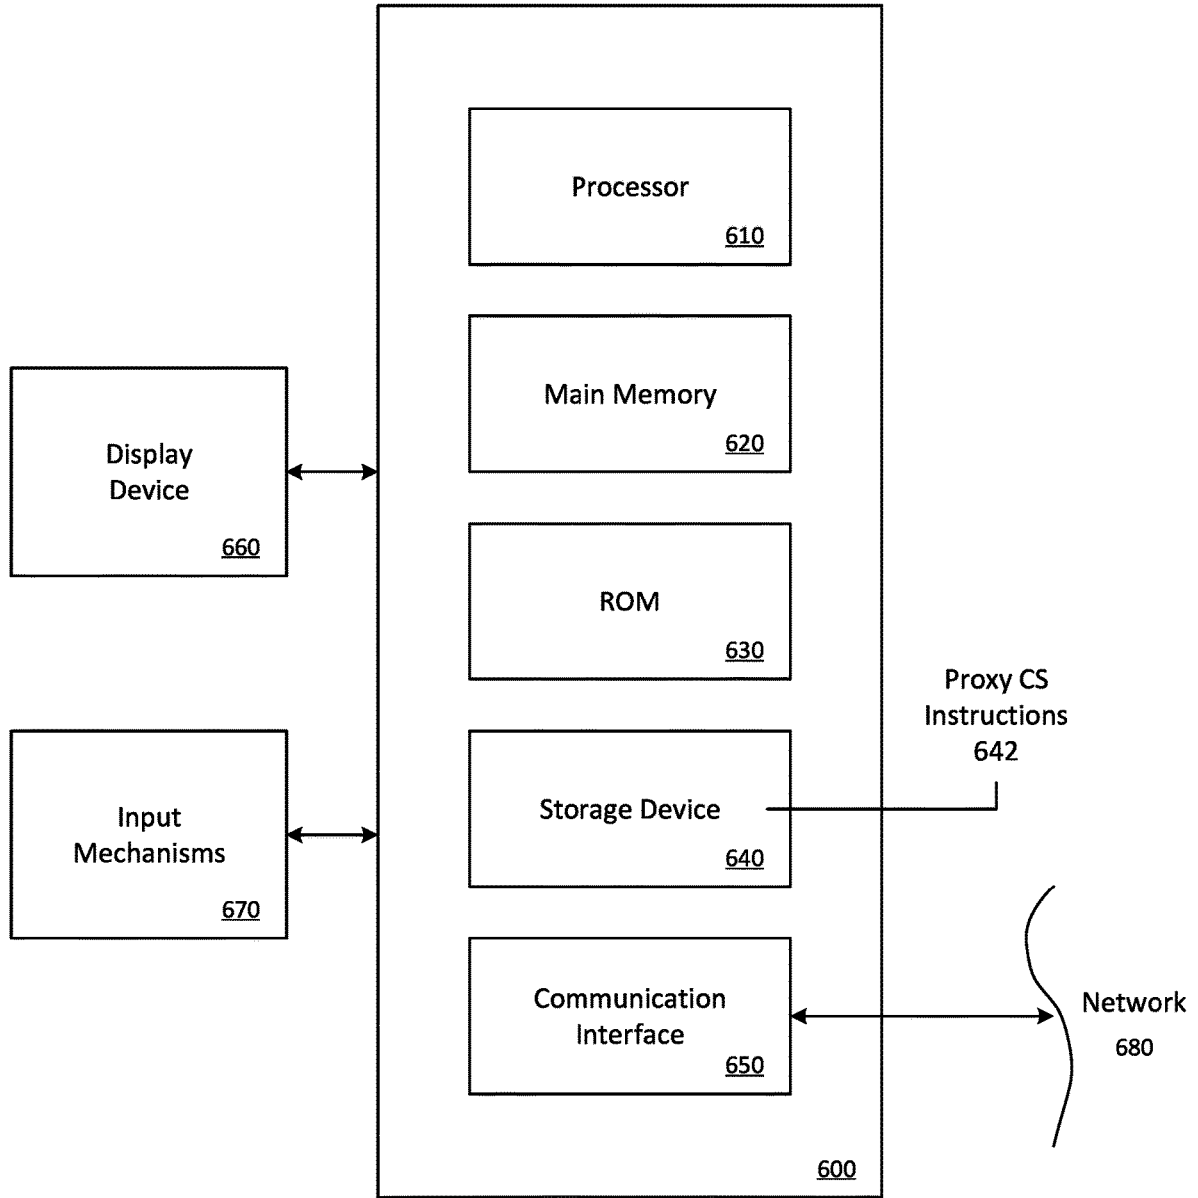 Processor
610
Main Memory
620
Display
Device
660
ROM
630
Proxy CS
Instructions
642
Input
Mechanisms
670
Storage Device
640
Communication
Interface
650
Network
680
600